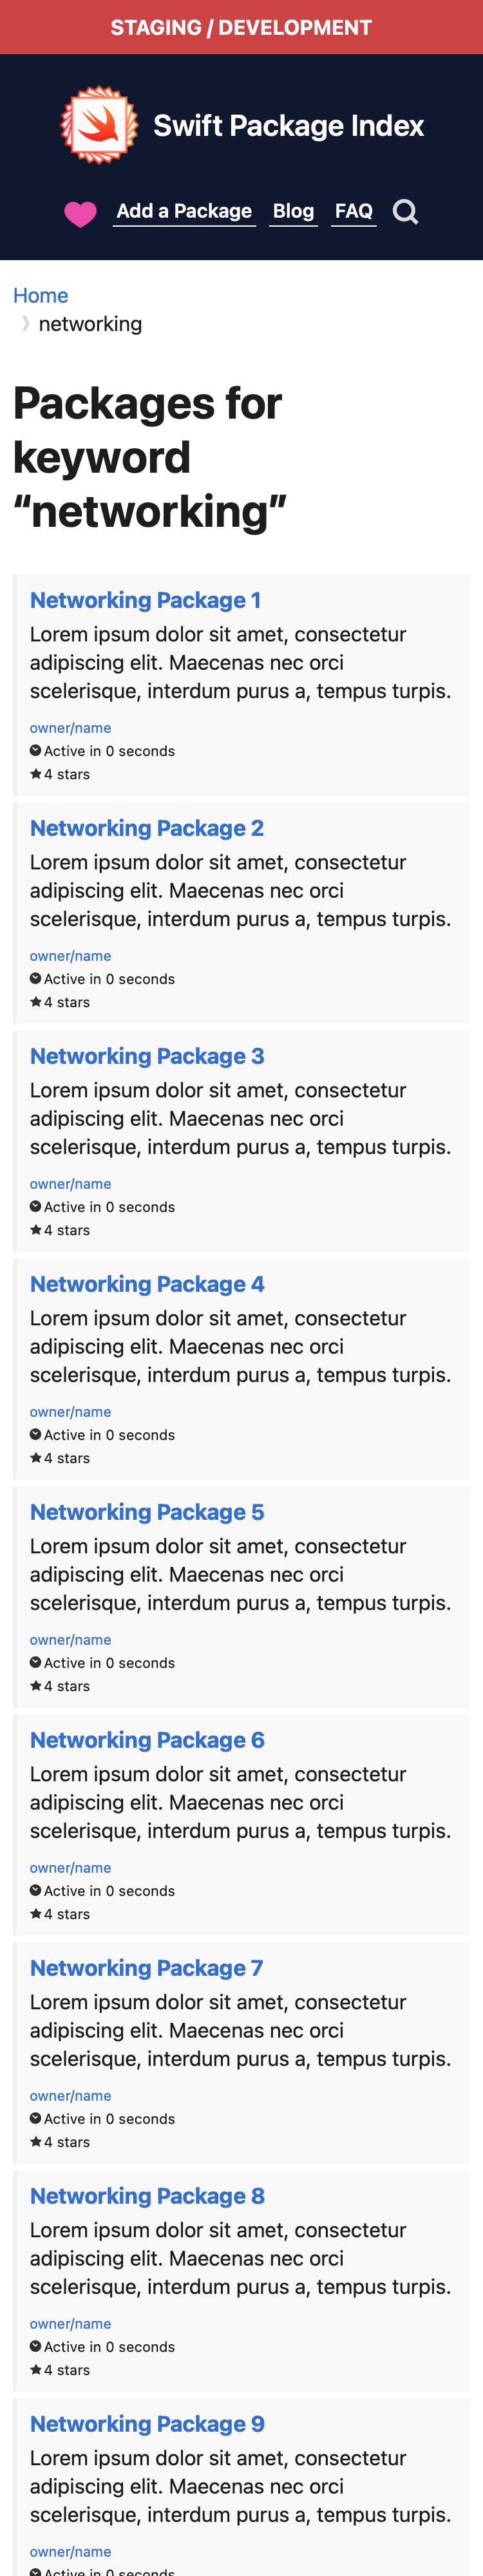 STAGING / DEVELOPMENT
Swift Package Index
Add a Package Blog FAQ
Home
networking
Packages for
keyword
“networking”
Networking Package 1
Lorem ipsum dolor sit amet, consectetur
adipiscing elit. Maecenas nec orci
scelerisque, interdum purus a, tempus turpis.
owner/name
Active in 0 seconds
4 stars
Networking Package 2
Lorem ipsum dolor sit amet, consectetur
adipiscing elit. Maecenas nec orci
scelerisque, interdum purus a, tempus turpis.
owner/name
Active in 0 seconds
4 stars
Networking Package 3
Lorem ipsum dolor sit amet, consectetur
adipiscing elit. Maecenas nec orci
scelerisque, interdum purus a, tempus turpis.
owner/name
Active in 0 seconds
4 stars
Networking Package 4
Lorem ipsum dolor sit amet, consectetur
adipiscing elit. Maecenas nec orci
scelerisque, interdum purus a, tempus turpis.
owner/name
Active in 0 seconds
4 stars
Networking Package 5
Lorem ipsum dolor sit amet, consectetur
adipiscing elit. Maecenas nec orci
scelerisque, interdum purus a, tempus turpis.
owner/name
Active in 0 seconds
4 stars
Networking Package 6
Lorem ipsum dolor sit amet, consectetur
adipiscing elit. Maecenas nec orci
scelerisque, interdum purus a, tempus turpis.
owner/name
Active in 0 seconds
4 stars
Networking Package 7
Lorem ipsum dolor sit amet, consectetur
adipiscing elit. Maecenas nec orci
scelerisque, interdum purus a, tempus turpis.
owner/name
Active in 0 seconds
4 stars
Networking Package 8
Lorem ipsum dolor sit amet, consectetur
adipiscing elit. Maecenas nec orci
scelerisque, interdum purus a, tempus turpis.
owner/name
Active in 0 seconds
4 stars
Networking Package 9
Lorem ipsum dolor sit amet, consectetur
adipiscing elit. Maecenas nec orci
scelerisque, interdum purus a, tempus turpis.
owner/name
Active in 0 seconds